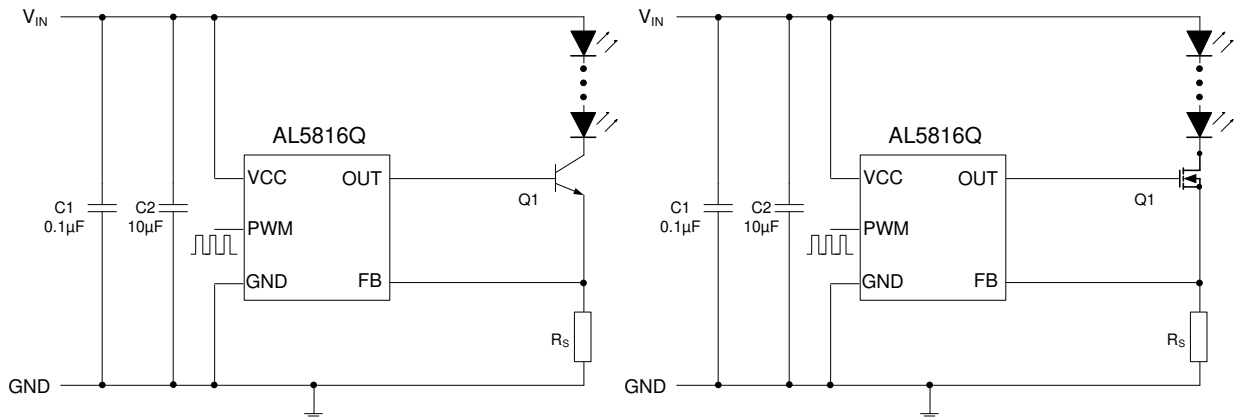 VIN
AL5816Q
VCC
OUT
Q1
C1
0.1µF
C2
10µF
PWM
GND
FB
RS
GND
VIN
AL5816Q
VCC
OUT
Q1
C1
0.1µF
C2
10µF
PWM
GND
FB
RS
GND